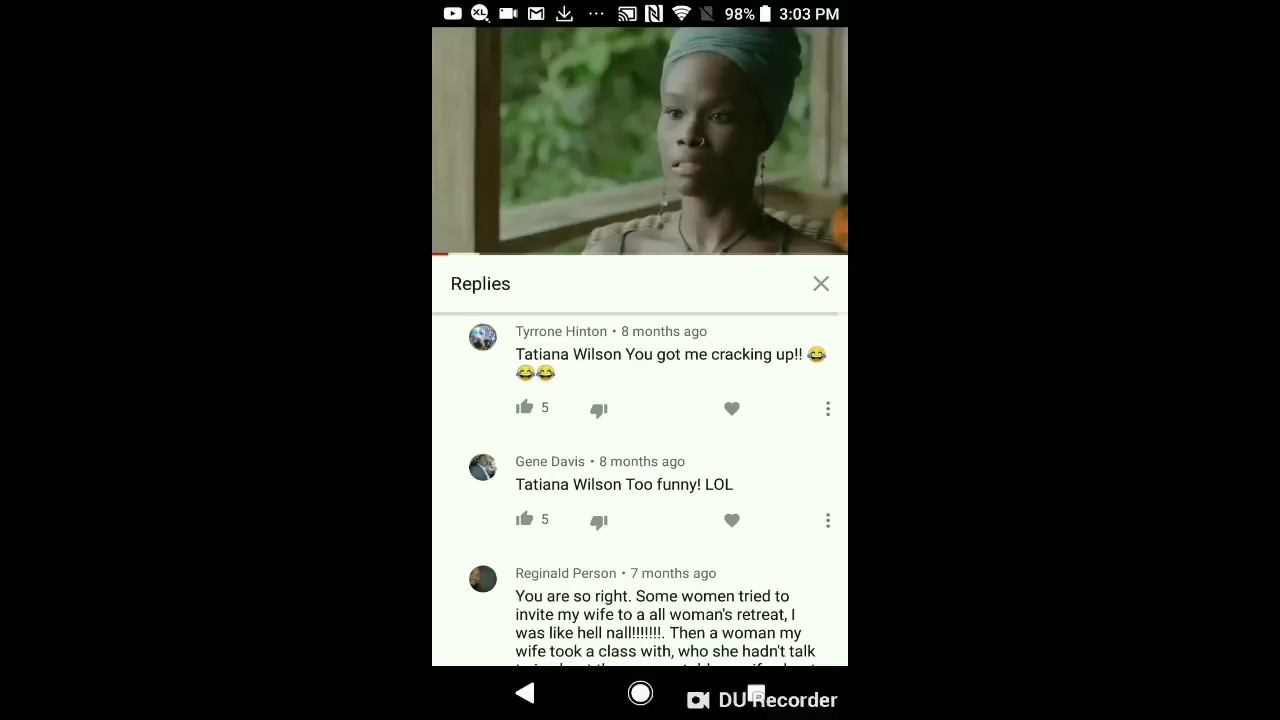 98% 3:03 PM
Replies
Tyrrone Hinton • 8 months ago
Tatiana Wilson You got me cracking up!! 😂
😂😂
5
Gene Davis • 8 months ago
Tatiana Wilson Too funny! LOL
5
Reginald Person • 7 months ago
You are so right. Some women tried to
invite my wife to a all woman's retreat, I
was like hell nall!!!!!!!. Then a woman my
wife took a class with, who she hadn't talk
DU Recorder